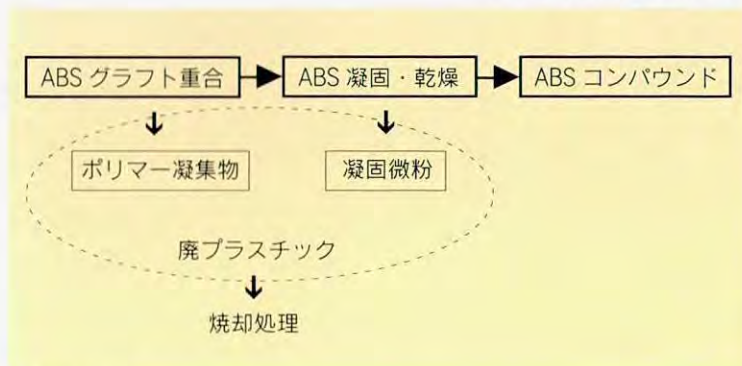 ABS グラフト重合
ABS 凝固・乾燥
ABS コンパウンド
ポリマー凝集物
凝固微粉
廃プラスチック
焼却処理